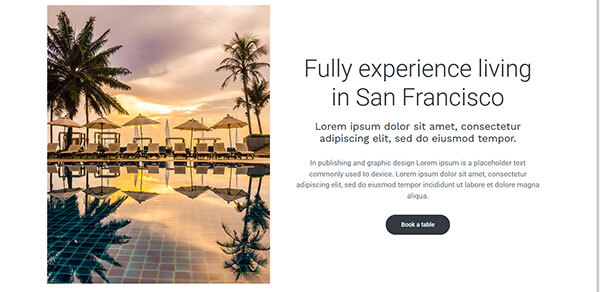 Fully experience living
in San Francisco
Lorem ipsum dolor sit amet, consectetur
adipiscing elit, sed do eiusmod tempor.
In publishing and graphic design Lorem ipsum is a placeholder text
commonly used to device. Lorem ipsum dolor sit amet, consectetur
adipiscing elit, sed do eiusmod tempor incididunt ut labore et dolore magna
aliqua.
Book a table